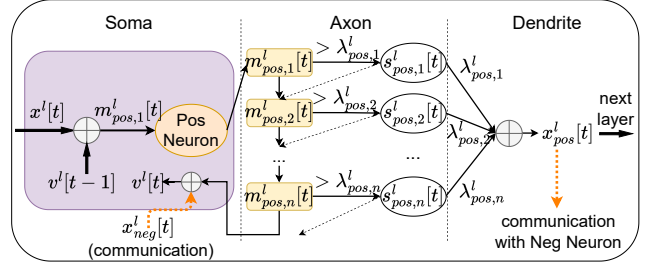 Soma
Axon
Dendrite
x^l[t]
m^l_{pos,1}[t]
Pos
Neuron
v^l[t-1]
v^l[t]
x^l_{neg}[t]
(communication)
m^l_{pos,1}[t]
> λ^l_{pos,1}
s^l_{pos,1}[t]
λ^l_{pos,1}
m^l_{pos,2}[t]
> λ^l_{pos,2}
s^l_{pos,2}[t]
λ^l_{pos,2}
...
...
m^l_{pos,n}[t]
> λ^l_{pos,n}
s^l_{pos,n}[t]
λ^l_{pos,n}
x^l_{pos}[t]
next
layer
communication
with Neg Neuron